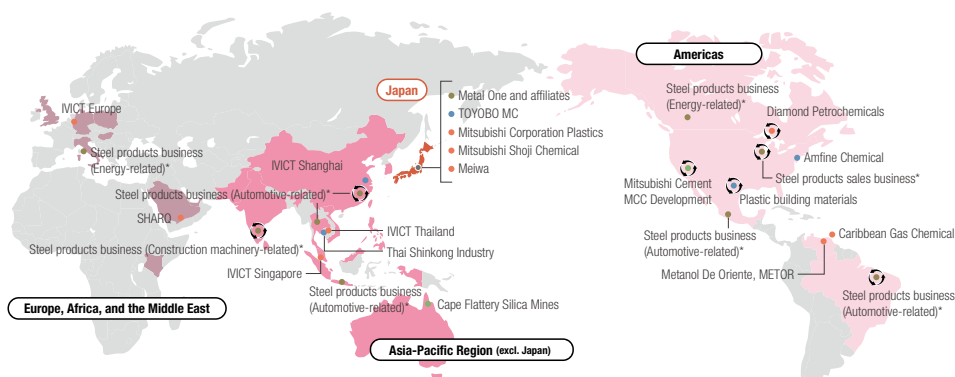 Americas
Steel products business
(Energy-related)*
Diamond Petrochemicals
Japan
Metal One and affiliates
TOYOBO MC
Mitsubishi Corporation Plastics
Mitsubishi Shoji Chemical
Meiwa
IVICT Europe
Steel products business
(Energy-related)*
IVICT Shanghai
Steel products business (Automotive-related)*
SHARQ
Steel products business (Construction machinery-related)*
IVICT Thailand
Thai Shinkong Industry
IVICT Singapore
Steel products business
(Automotive-related)*
Cape Flattery Silica Mines
Europe, Africa, and the Middle East
Asia-Pacific Region (excl. Japan)
Amfine Chemical
Steel products sales business*
Mitsubishi Cement
MCC Development
Plastic building materials
Steel products business
(Automotive-related)*
Caribbean Gas Chemical
Metanol De Oriente, METOR
Steel products business
(Automotive-related)*